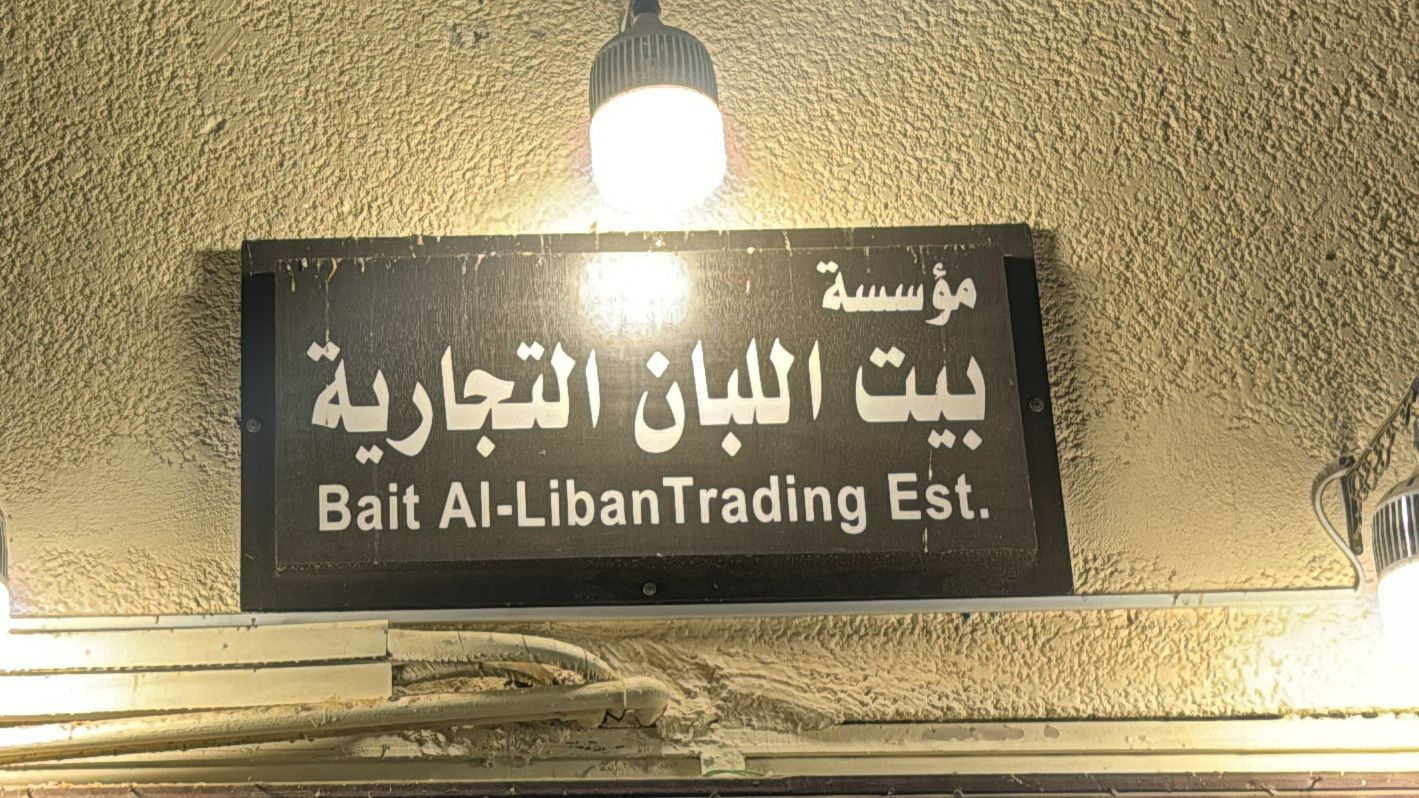 مؤسسة
بيت اللبان التجارية
Bait Al-LibanTrading Est.